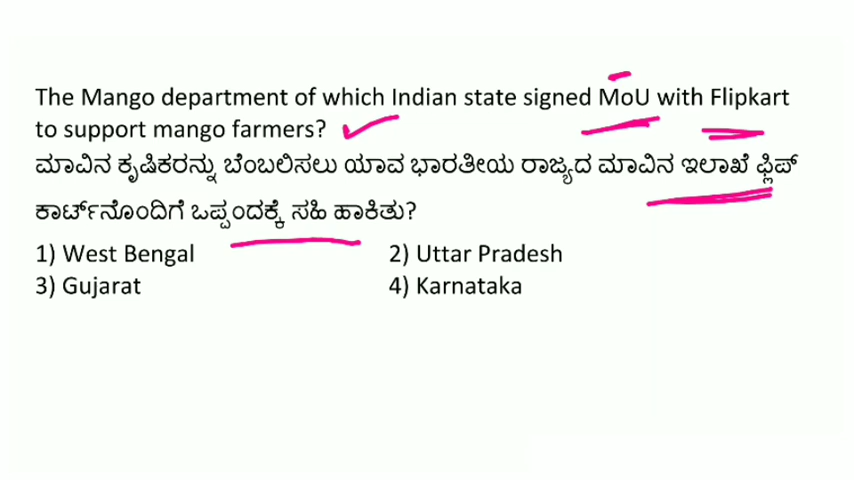 The Mango department of which Indian state signed MoU with Flipkart
to support mango farmers?
ಮಾವಿನ ಕೃಷಿಕರನ್ನು ಬೆಂಬಲಿಸಲು ಯಾವ ಭಾರತೀಯ ರಾಜ್ಯದ ಮಾವಿನ ಇಲಾಖೆ ಫ್ಲಿಪ್
ಕಾರ್ಟ್‌ನೊಂದಿಗೆ ಒಪ್ಪಂದಕ್ಕೆ ಸಹಿ ಹಾಕಿತು?
1) West Bengal 2) Uttar Pradesh
3) Gujarat 4) Karnataka